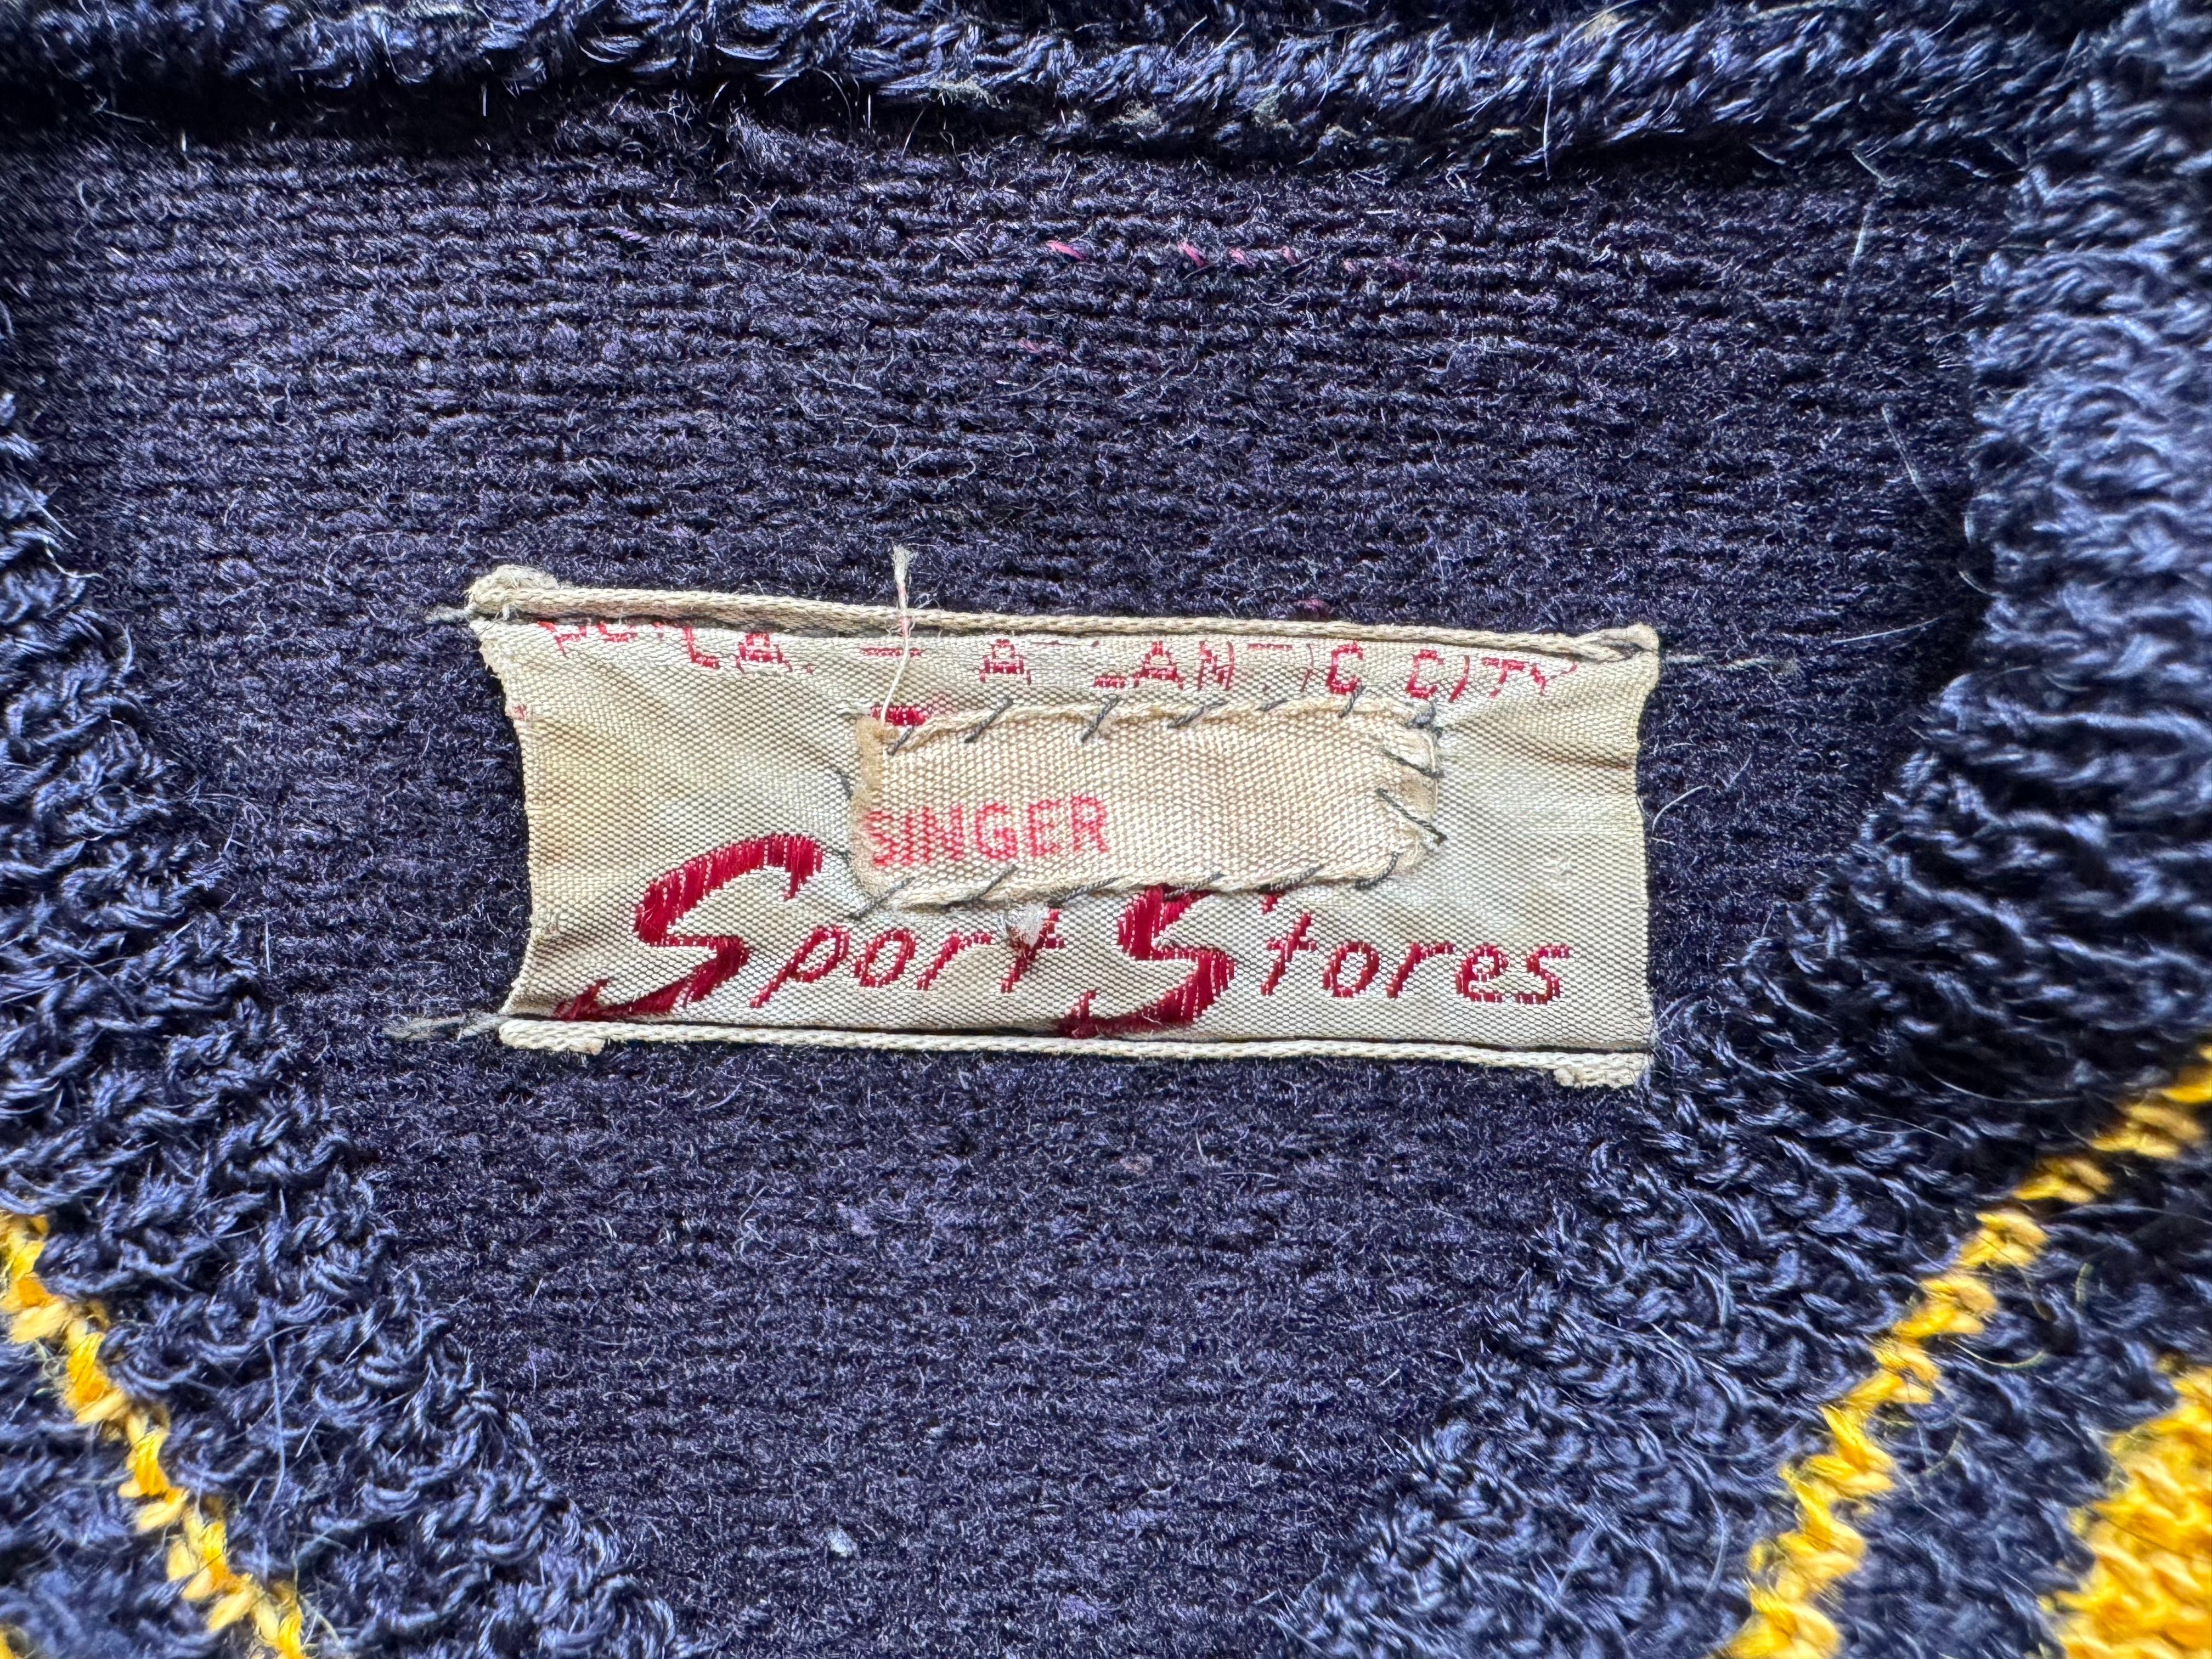 PHILA. - ATLANTIC CITY
SINGER
Sport Stores